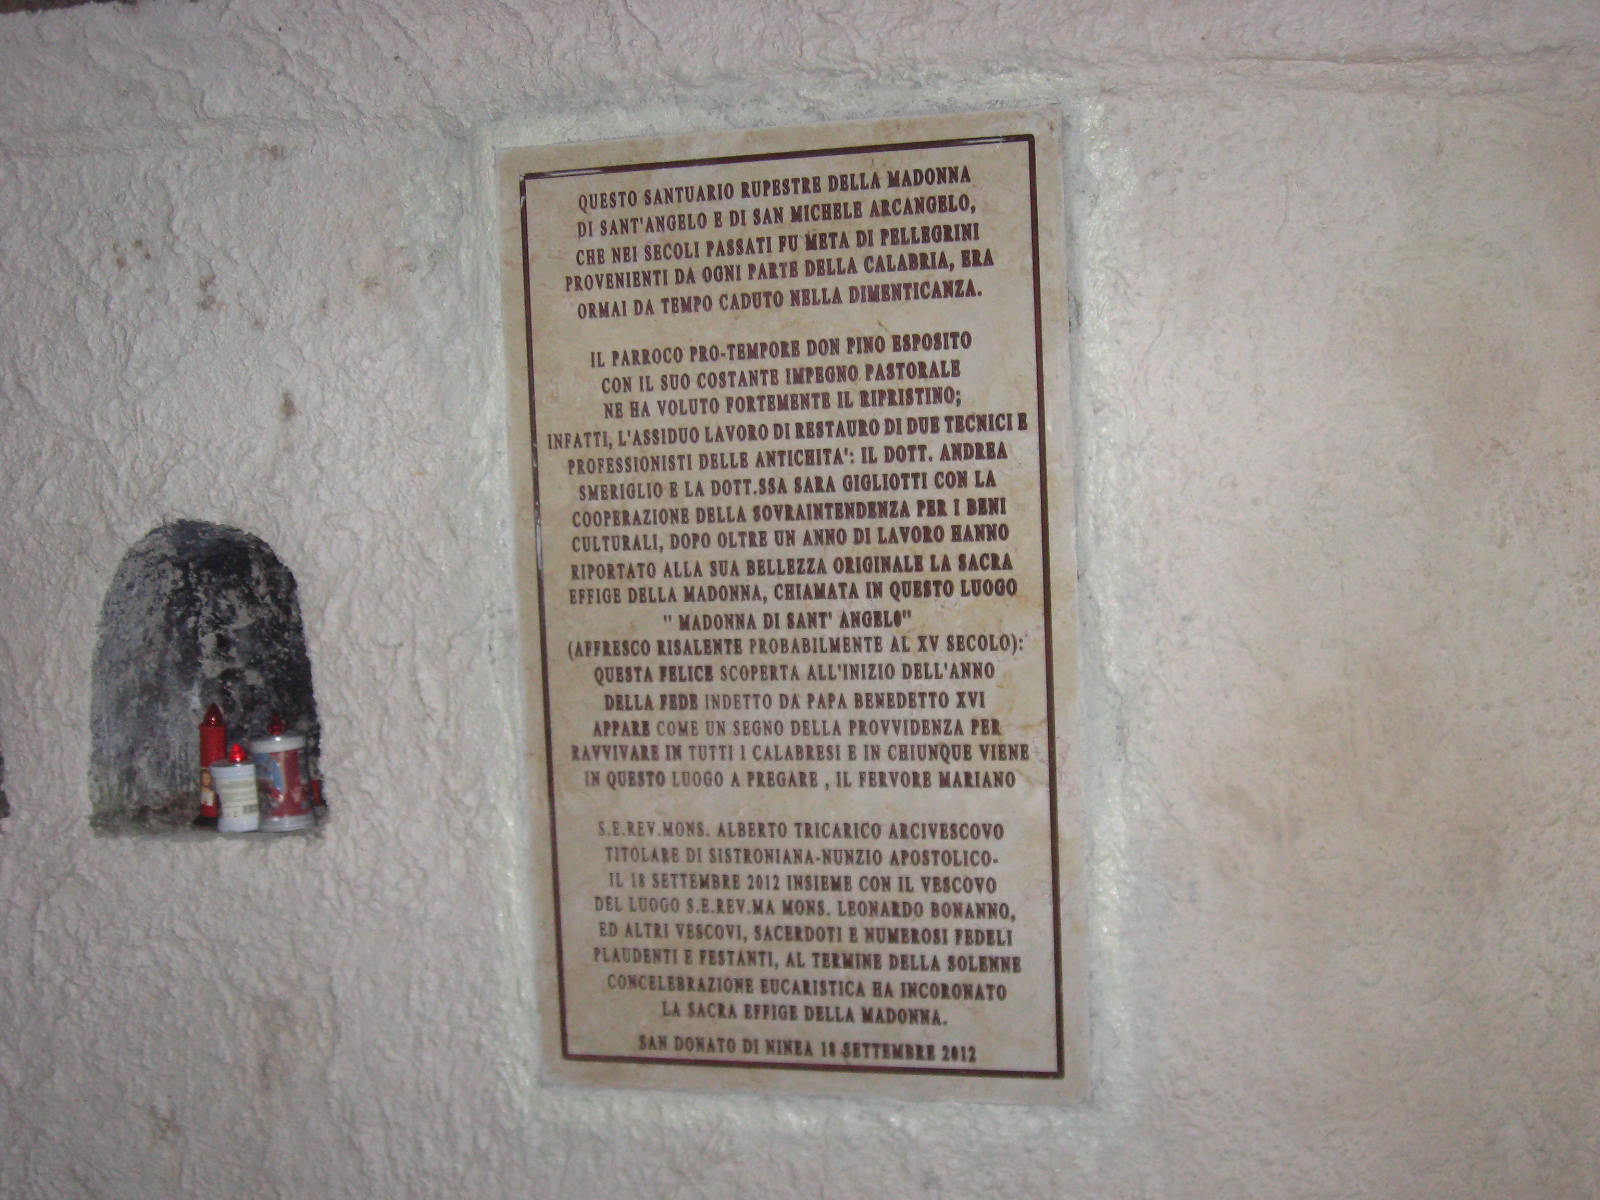 QUESTO SANTUARIO RUPESTRE DELLA MADONNA
DI SANT'ANGELO E DI SAN MICHELE ARCANGELO,
CHE NEI SECOLI PASSATI FU META DI PELLEGRINI
PROVENIENTI DA OGNI PARTE DELLA CALABRIA, ERA
ORMAI DA TEMPO CADUTO NELLA DIMENTICANZA.
IL PARROCO PRO-TEMPORE DON PINO ESPOSITO
CON IL SUO COSTANTE IMPEGNO PASTORALE
NE HA VOLUTO FORTEMENTE IL RIPRISTINO;
INFATTI, L'ASSIDUO LAVORO DI RESTAURO DI DUE TECNICI E
PROFESSIONISTI DELLE ANTICHITA': IL DOTT. ANDREA
SMERIGLIO E LA DOTT.SSA SARA GIGLIOTTI CON LA
COOPERAZIONE DELLA SOVRAINTENDENZA PER I BENI
CULTURALI, DOPO OLTRE UN ANNO DI LAVORO HANNO
RIPORTATO ALLA SUA BELLEZZA ORIGINALE LA SACRA
EFFIGE DELLA MADONNA, CHIAMATA IN QUESTO LUOGO
" MADONNA DI SANT' ANGELO"
(AFFRESCO RISALENTE PROBABILMENTE AL XV SECOLO):
QUESTA FELICE SCOPERTA ALL'INIZIO DELL'ANNO
DELLA FEDE INDETTO DA PAPA BENEDETTO XVI
APPARE COME UN SEGNO DELLA PROVVIDENZA PER
RAVVIVARE IN TUTTI I CALABRESI E IN CHIUNQUE VIENE
IN QUESTO LUOGO A PREGARE , IL FERVORE MARIANO
S.E.REV.MONS. ALBERTO TRICARICO ARCIVESCOVO
TITOLARE DI SISTRONIANA-NUNZIO APOSTOLICO-
IL 18 SETTEMBRE 2012 INSIEME CON IL VESCOVO
DEL LUOGO S.E.REV.MA MONS. LEONARDO BONANNO,
ED ALTRI VESCOVI, SACERDOTI E NUMEROSI FEDELI
PLAUDENTI E FESTANTI, AL TERMINE DELLA SOLENNE
CONCELEBRAZIONE EUCARISTICA HA INCORONATO
LA SACRA EFFIGE DELLA MADONNA.
SAN DONATO DI NINEA 18 SETTEMBRE 2012